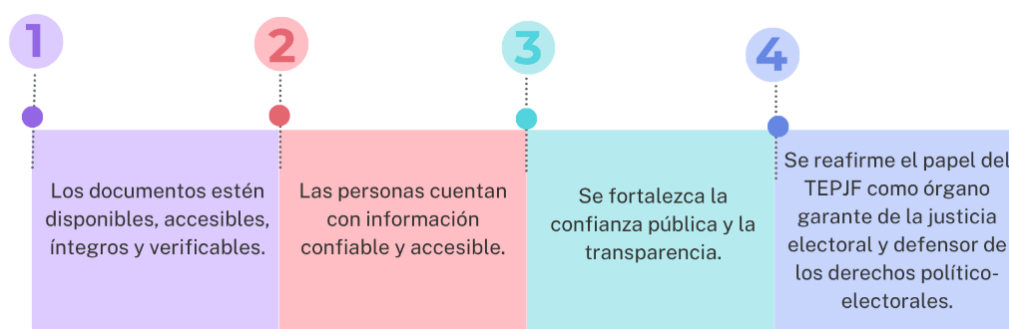 1
Los documentos estén
disponibles, accesibles,
íntegros y verificables.
2
Las personas cuentan
con información
confiable y accesible.
3
Se fortalezca la
confianza pública y la
transparencia.
4
Se reafirme el papel del
TEPJF como órgano
garante de la justicia
electoral y defensor de
los derechos político-
electorales.